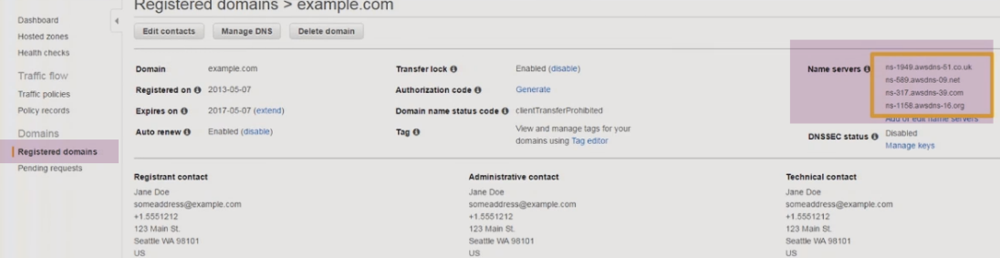 Registered domains > example.com
Dashboard
Hosted zones
Health checks
Traffic flow
Traffic policies
Policy records
Domains
Registered domains
Pending requests
Edit contacts Manage DNS Delete domain
Domain example.com
Registered on 2013-05-07
Expires on 2017-05-07 (extend)
Auto renew Enabled (disable)
Transfer lock Enabled (disable)
Authorization code Generate
Domain name status code clientTransferProhibited
Tag View and manage tags for your
domains using Tag editor
Name servers ns-1949.awsdns-51.co.uk
ns-689.awsdns-09.net
ns-317.awsdns-39.com
ns-1158.awsdns-16.org
Add or edit name servers
DNSSEC status Disabled
Manage keys
Registrant contact
Jane Doe
someaddress@example.com
+1.5551212
123 Main St.
Seattle WA 98101
US
Administrative contact
Jane Doe
someaddress@example.com
+1.5551212
123 Main St.
Seattle WA 98101
US
Technical contact
Jane Doe
someaddress@example.com
+1.5551212
123 Main St.
Seattle WA 98101
US